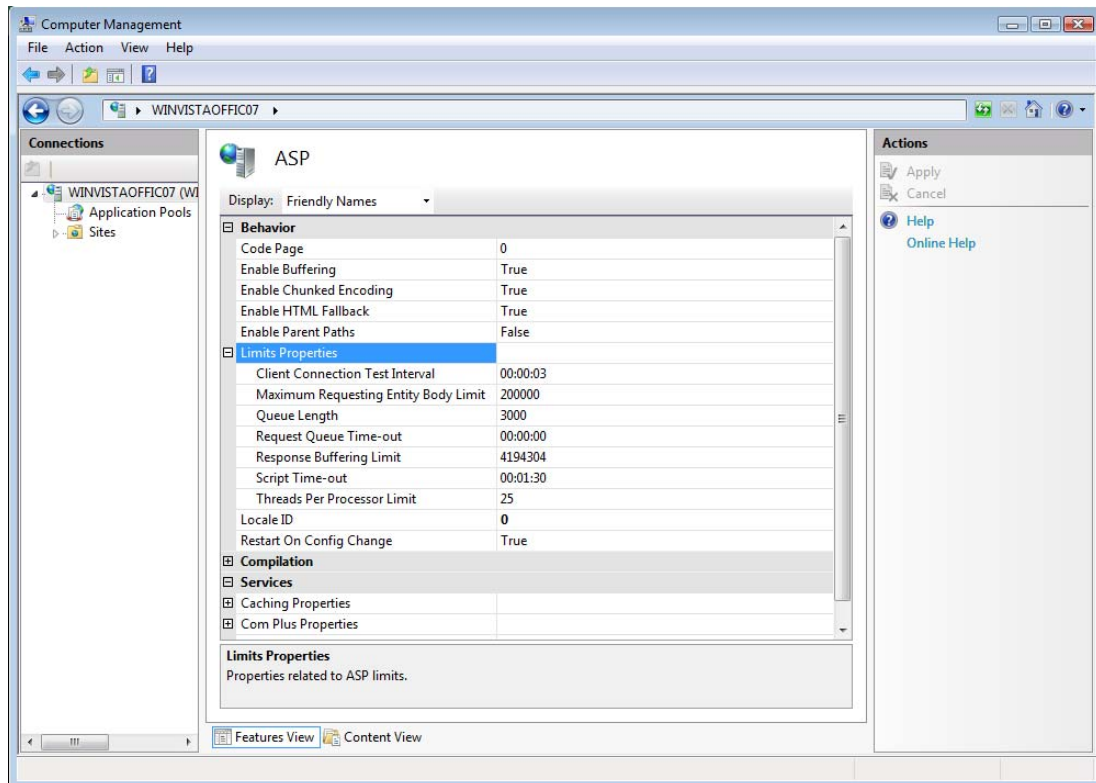 Computer Management
File Action View Help
WINVISTAOFFIC07
Connections
WINVISTAOFFIC07 (WI
Application Pools
Sites
ASP
Display: Friendly Names
Behavior
Code Page 0
Enable Buffering True
Enable Chunked Encoding True
Enable HTML Fallback True
Enable Parent Paths False
Limits Properties
Client Connection Test Interval 00:00:03
Maximum Requesting Entity Body Limit 200000
Queue Length 3000
Request Queue Time-out 00:00:00
Response Buffering Limit 4194304
Script Time-out 00:01:30
Threads Per Processor Limit 25
Locale ID 0
Restart On Config Change True
Compilation
Services
Caching Properties
Com Plus Properties
Limits Properties
Properties related to ASP limits.
Features View Content View
Actions
Apply
Cancel
Help
Online Help